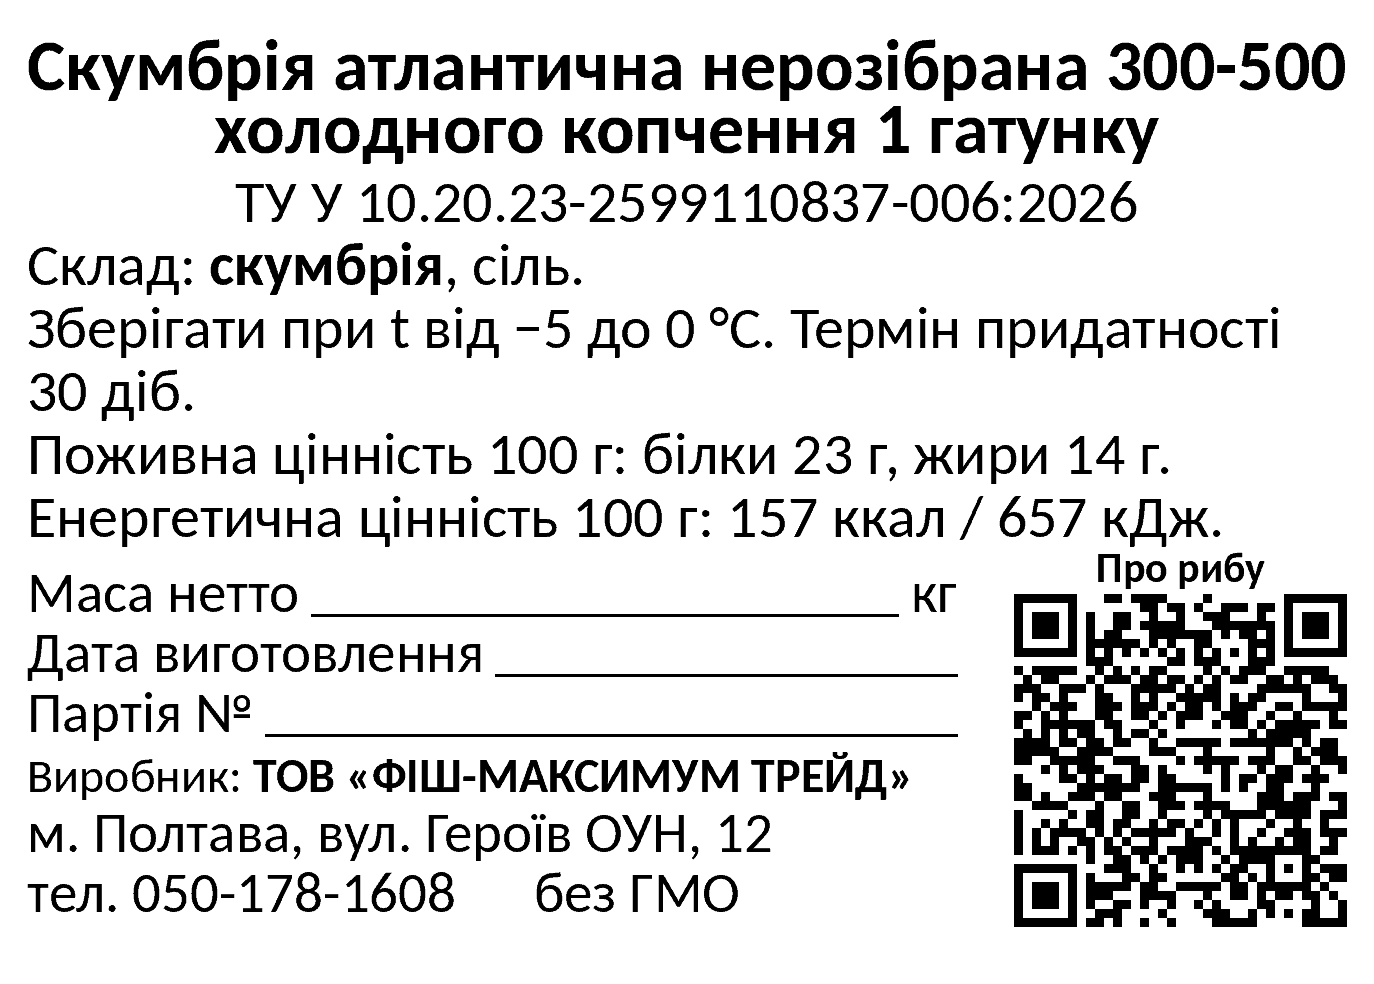 Скумбрія атлантична нерозібрана 300-500
холодного копчення 1 гатунку
ТУ У 10.20.23-2599110837-006:2026
Склад: скумбрія, сіль.
Зберігати при t від −5 до 0 °С. Термін придатності
30 діб.
Поживна цінність 100 г: білки 23 г, жири 14 г.
Енергетична цінність 100 г: 157 ккал / 657 кДж.
Про рибу
Маса нетто ____________________ кг
Дата виготовлення ________________
Партія № ________________________
Виробник: ТОВ «ФІШ-МАКСИМУМ ТРЕЙД»
м. Полтава, вул. Героїв ОУН, 12
тел. 050-178-1608 без ГМО